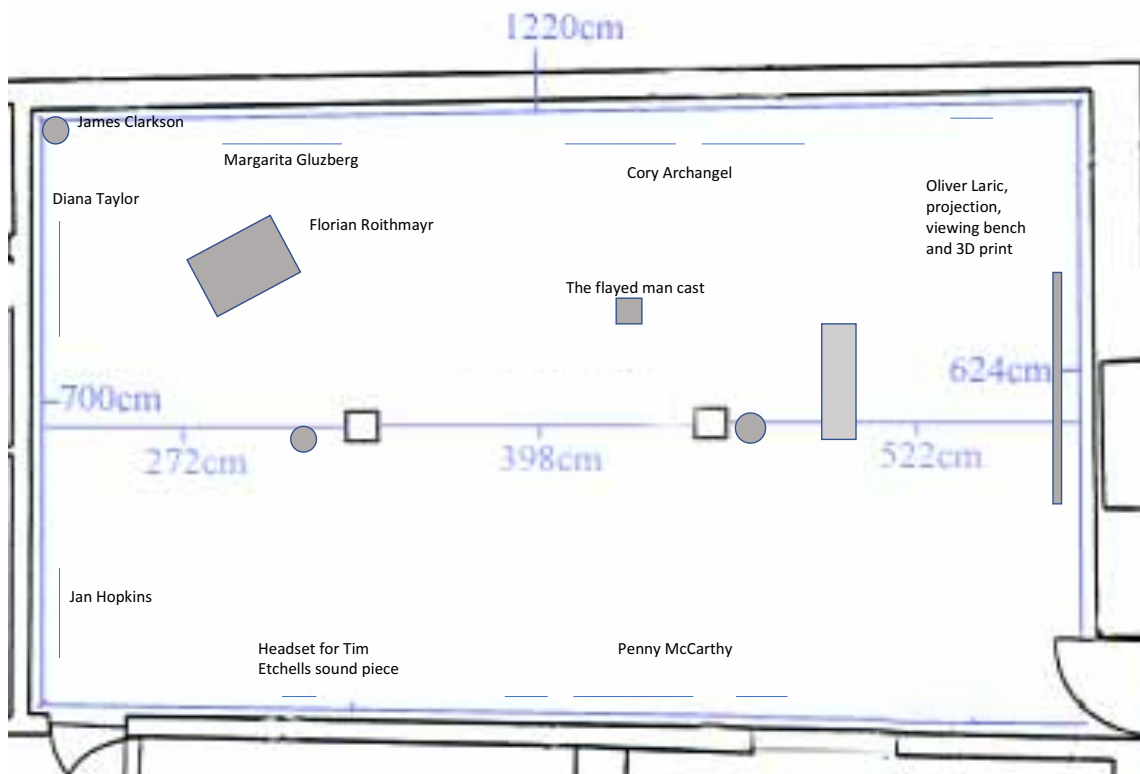 1220cm
James Clarkson
Margarita Gluzberg
Cory Archangel
Diana Taylor
Oliver Laric,
projection,
viewing bench
and 3D print
Florian Roithmayr
The flayed man cast
624cm
700cm
272cm
398cm
522cm
Jan Hopkins
Headset for Tim
Etchells sound piece
Penny McCarthy